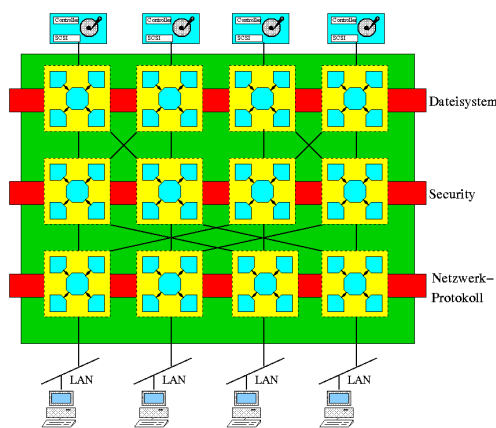 Controller
SCSI
Controller
SCSI
Controller
SCSI
Controller
SCSI
Dateisystem
Security
Netzwerk–
Protokoll
LAN
LAN
LAN
LAN